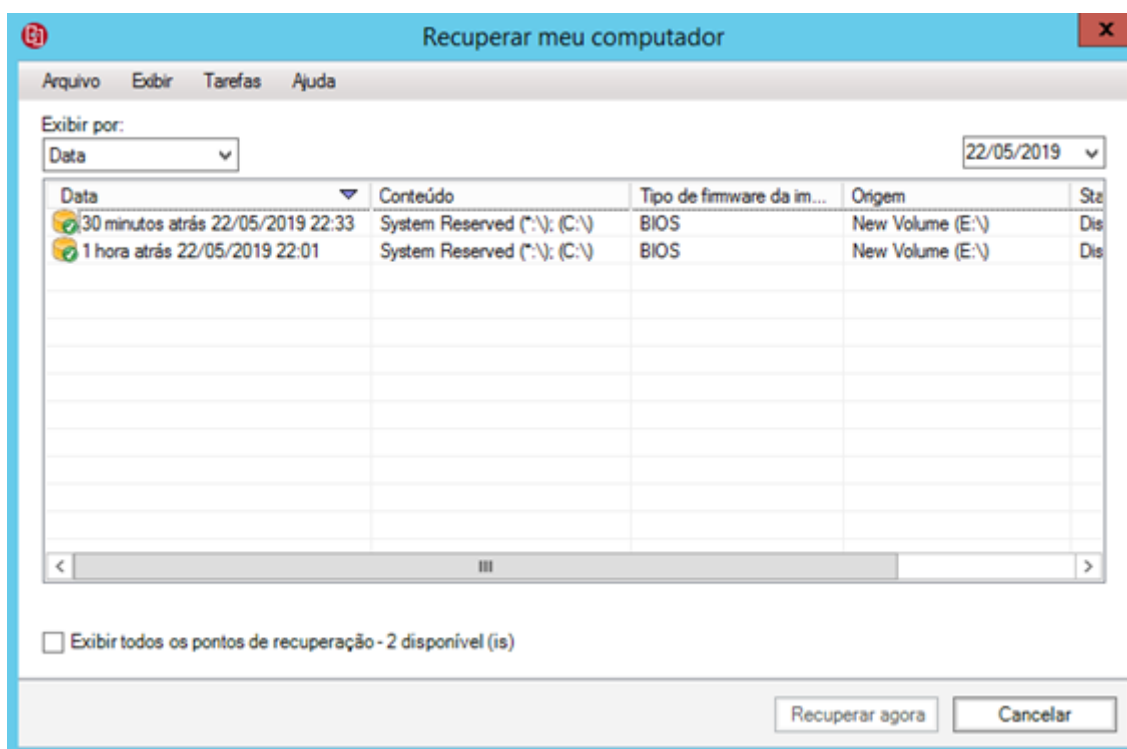 Recuperar meu computador
x
Arquivo Exibir Tarefas Ajuda
Exibir por:
Data 22/05/2019
Data Conteúdo Tipo de firmware da im... Origem Sta
30 minutos atrás 22/05/2019 22:33 System Reserved (*:\); (C:\) BIOS New Volume (E:\) Dis
1 hora atrás 22/05/2019 22:01 System Reserved (*:\); (C:\) BIOS New Volume (E:\) Dis
Exibir todos os pontos de recuperação - 2 disponível (is)
Recuperar agora Cancelar